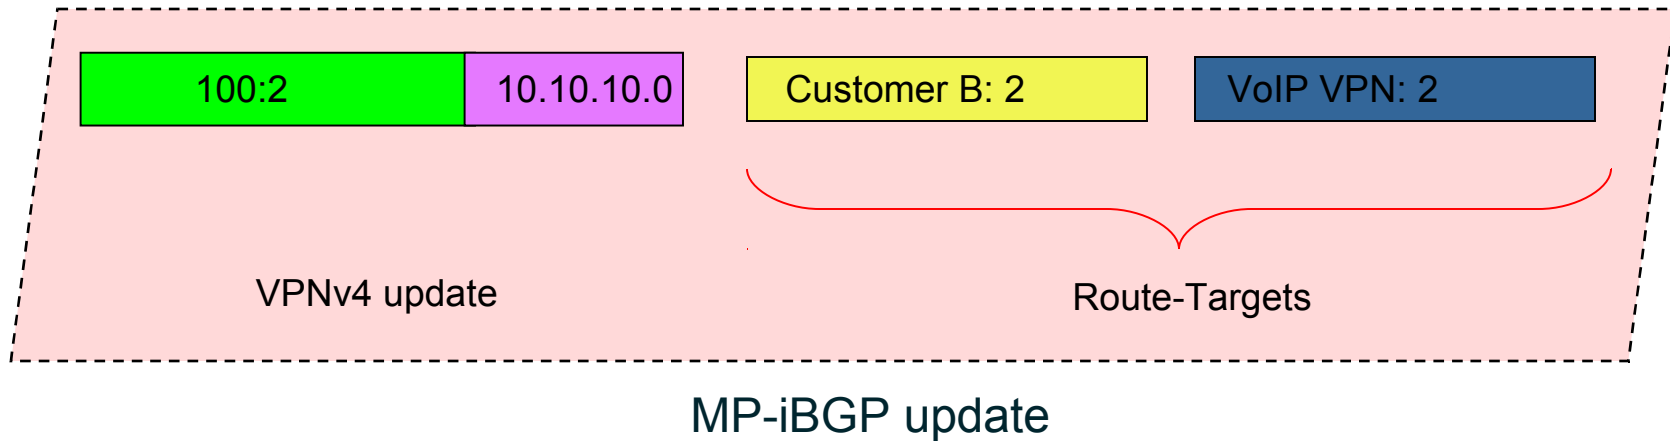 100:2
10.10.10.0
Customer B: 2
VoIP VPN: 2
VPNv4 update
Route-Targets
MP-iBGP update